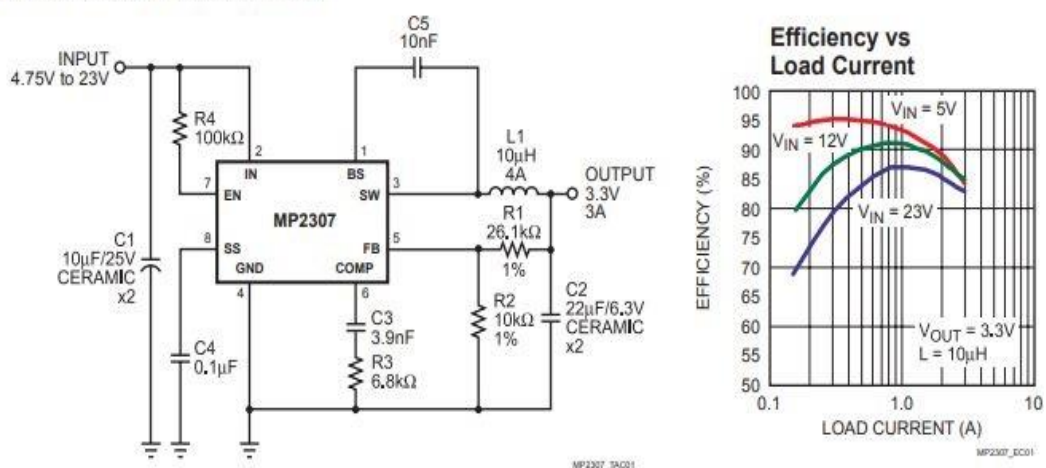 C5
10nF
INPUT
4.75V to 23V
R4
100kΩ
2
IN
1
BS
L1
10µH
4A
7
EN
SW
3
OUTPUT
3.3V
3A
MP2307
R1
26.1kΩ
1%
C1
10µF/25V
CERAMIC
x2
8
SS
FB
5
GND
COMP
4
6
C2
22µF/6.3V
CERAMIC
x2
R2
10kΩ
1%
C3
3.9nF
C4
0.1µF
R3
6.8kΩ
MP2307_TAC01
Efficiency vs
Load Current
EFFICIENCY (%)
100
95
90
85
80
75
70
65
60
55
50
VIN = 5V
VIN = 12V
VIN = 23V
VOUT = 3.3V
L = 10µH
0.1
1.0
10
LOAD CURRENT (A)
MP2307_EC01